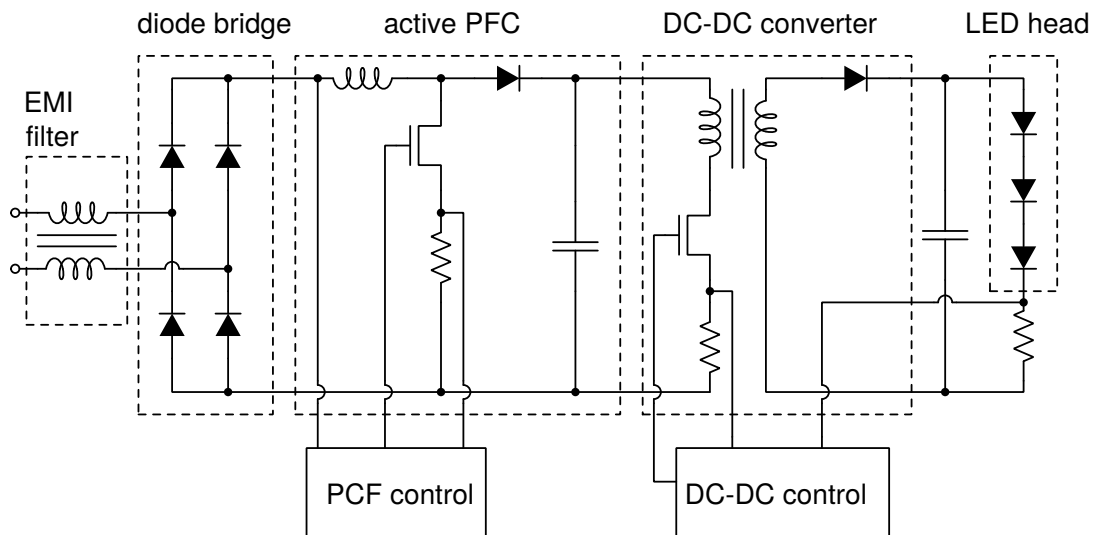 diode bridge
active PFC
DC-DC converter
LED head
EMI
filter
PCF control
DC-DC control